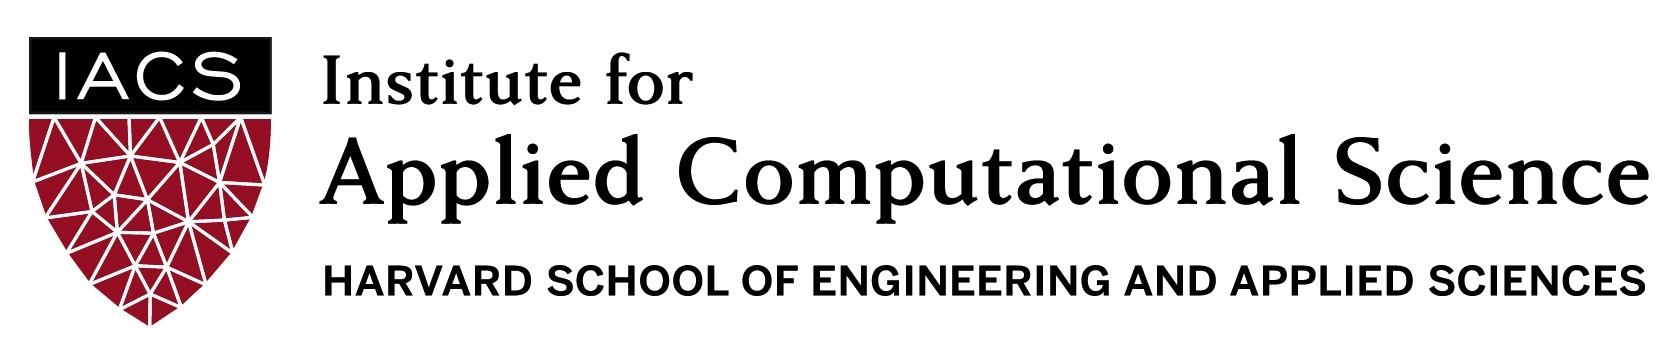 IACS
Institute for
Applied Computational Science
HARVARD SCHOOL OF ENGINEERING AND APPLIED SCIENCES